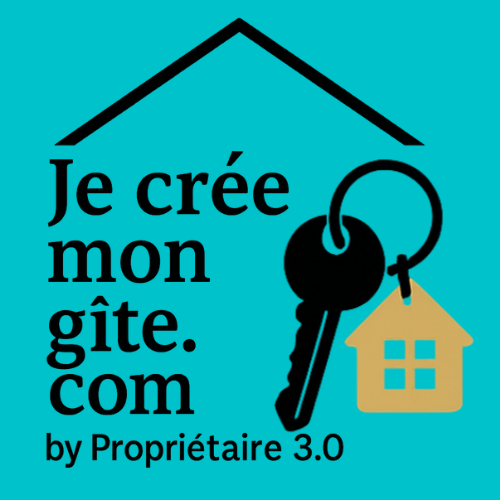 Je crée
mon
gîte.
com
by Propriétaire 3.0